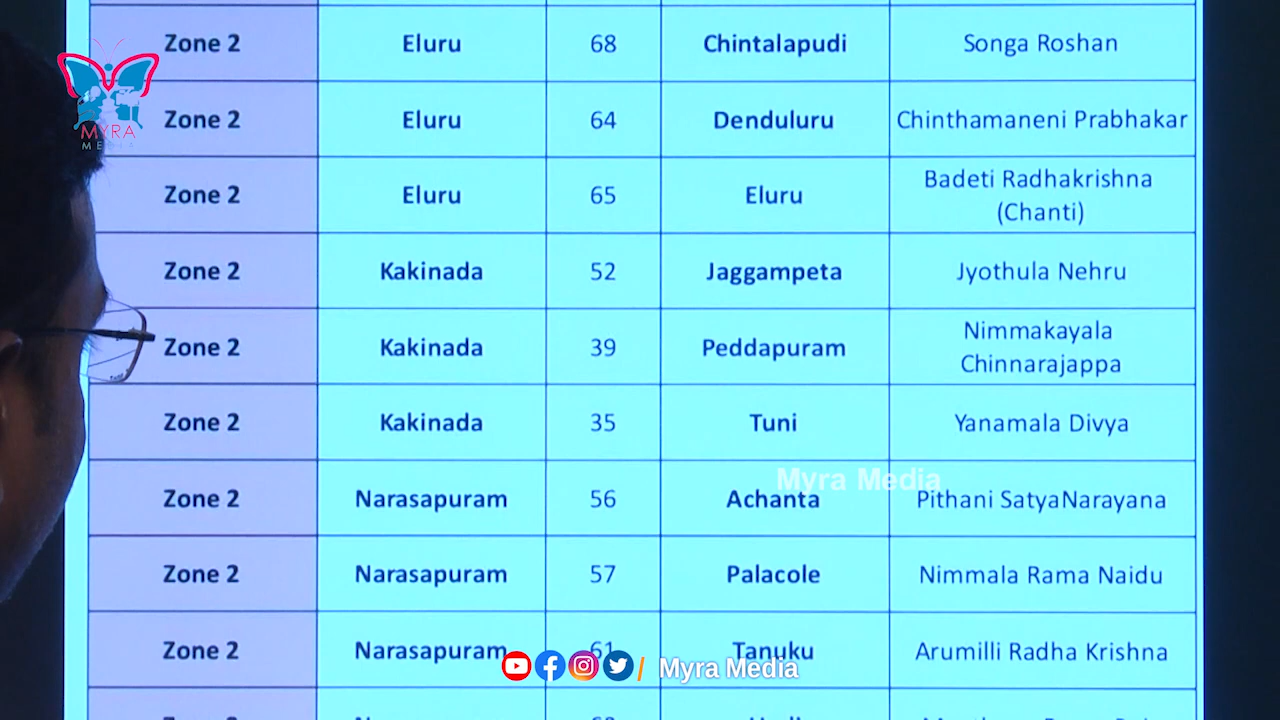 Zone 2 Eluru 68 Chintalapudi Songa Roshan
Zone 2 Eluru 64 Denduluru Chinthamaneni Prabhakar
Zone 2 Eluru 65 Eluru Badeti Radhakrishna
(Chanti)
Zone 2 Kakinada 52 Jaggampeta Jyothula Nehru
Zone 2 Kakinada 39 Peddapuram Nimmakayala
Chinnarajappa
Zone 2 Kakinada 35 Tuni Yanamala Divya
Zone 2 Narasapuram 56 Achanta Pithani SatyaNarayana
Zone 2 Narasapuram 57 Palacole Nimmala Rama Naidu
Zone 2 Narasapuram 61 Tanuku Arumilli Radha Krishna
MYRA
MEDIA
Myra Media
/ Myra Media